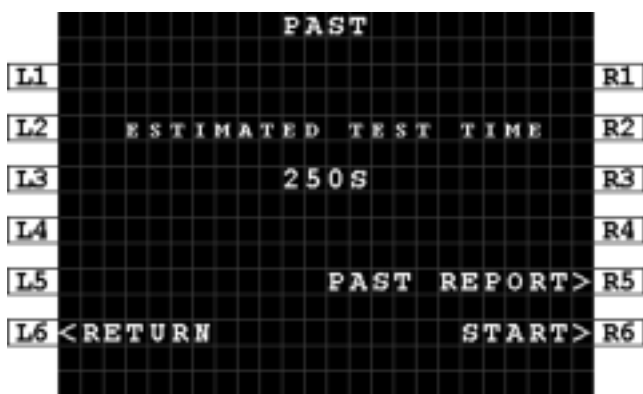 PAST
L1 R1
L2 ESTIMATED TEST TIME R2
L3 250S R3
L4 R4
L5 PAST REPORT> R5
L6 <RETURN START> R6